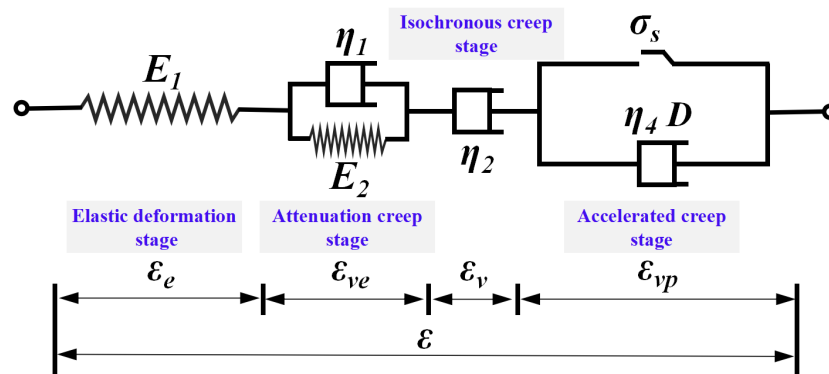 Isochronous creep
stage
E1
η1
E2
η2
σs
η4 D
Elastic deformation
stage
Attenuation creep
stage
Accelerated creep
stage
εe
εve
εv
εvp
ε